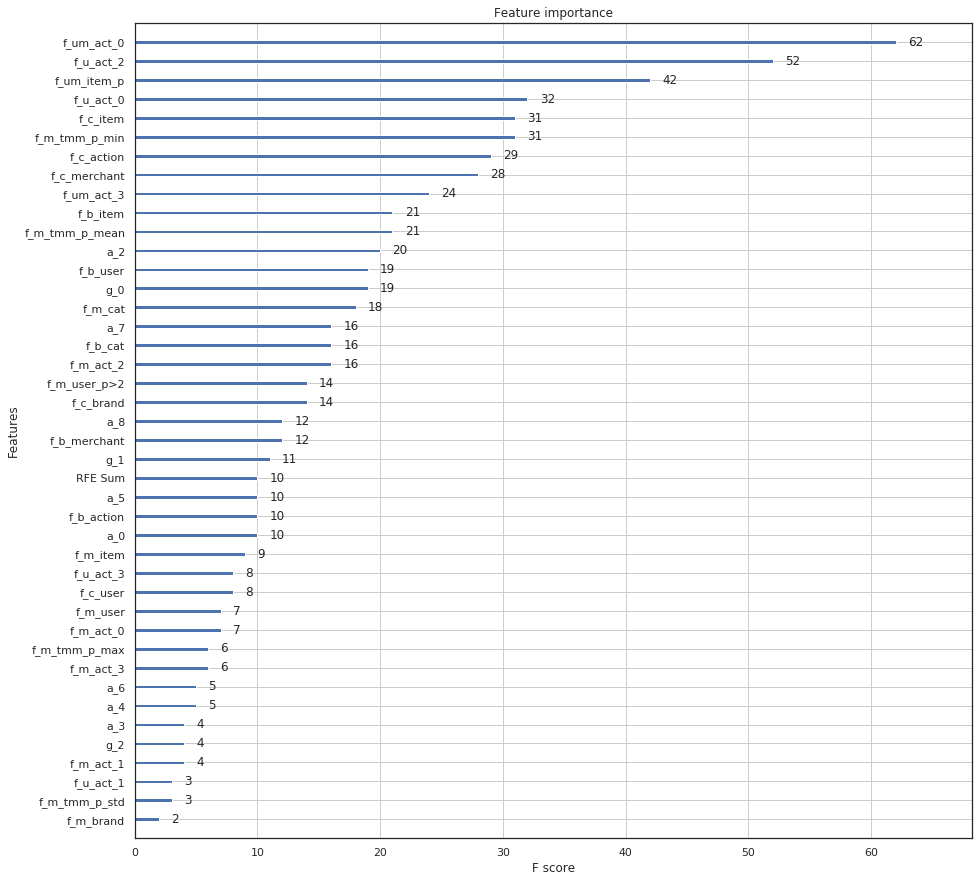 Feature importance
f_um_act_0 62
f_u_act_2 52
f_um_item_p 42
f_u_act_0 32
f_c_item 31
f_m_tmm_p_min 31
f_c_action 29
f_c_merchant 28
f_um_act_3 24
f_b_item 21
f_m_tmm_p_mean 21
a_2 20
f_b_user 19
g_0 19
f_m_cat 18
a_7 16
f_b_cat 16
f_m_act_2 16
f_m_user_p>2 14
f_c_brand 14
a_8 12
f_b_merchant 12
g_1 11
RFE Sum 10
a_5 10
f_b_action 10
a_0 10
f_m_item 9
f_u_act_3 8
f_c_user 8
f_m_user 7
f_m_act_0 7
f_m_tmm_p_max 6
f_m_act_3 6
a_6 5
a_4 5
a_3 4
g_2 4
f_m_act_1 4
f_u_act_1 3
f_m_tmm_p_std 3
f_m_brand 2
Features
0 10 20 30 40 50 60
F score